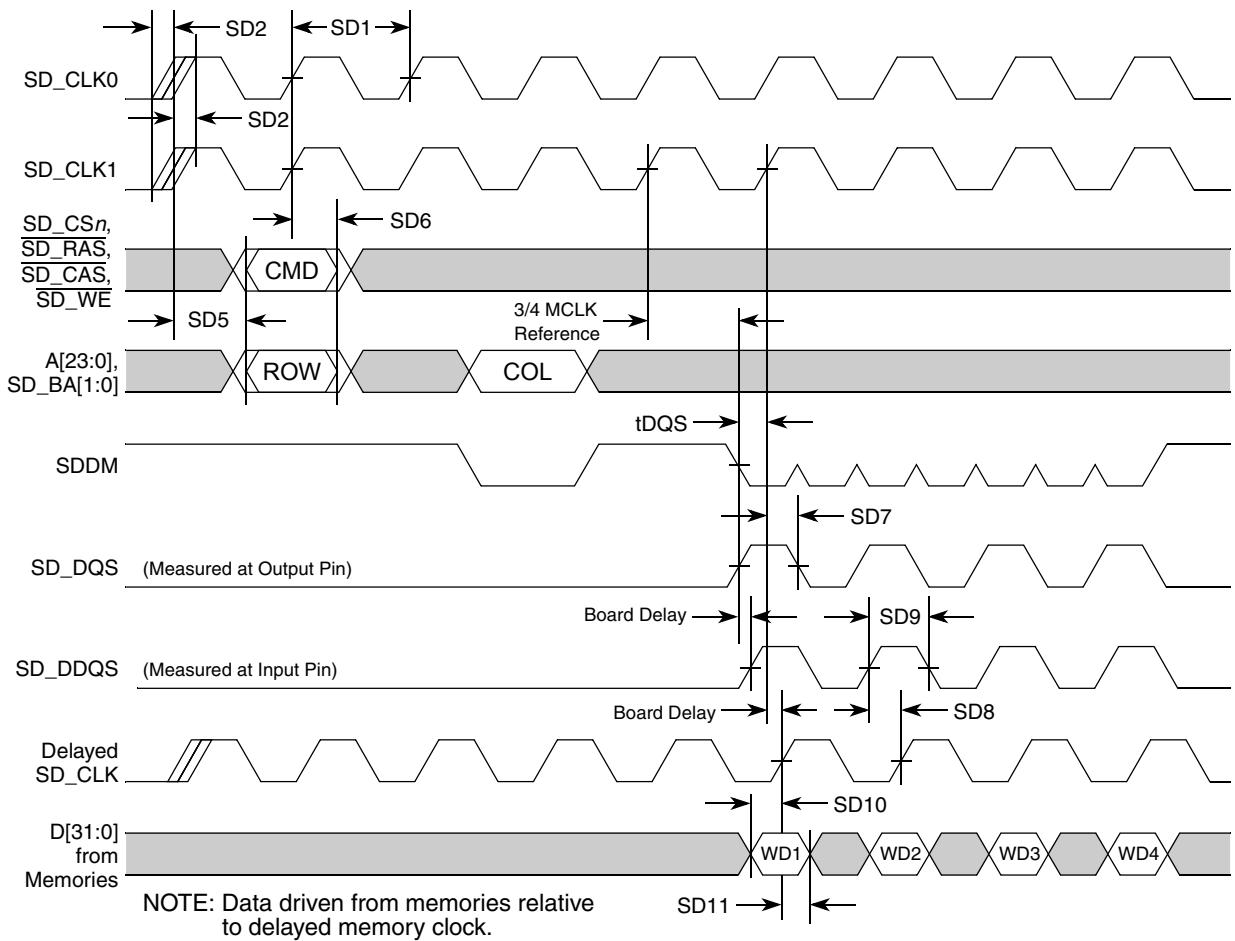 SD2
SD1
SD_CLK0
SD2
SD_CLK1
SD_CSn,
SD_RAS,
SD_CAS,
SD_WE
SD6
CMD
SD5
3/4 MCLK
Reference
A[23:0],
SD_BA[1:0]
ROW
COL
tDQS
SDDM
SD7
SD_DQS
(Measured at Output Pin)
Board Delay
SD9
SD_DDQS
(Measured at Input Pin)
Board Delay
SD8
Delayed
SD_CLK
SD10
D[31:0]
from
Memories
WD1
WD2
WD3
WD4
NOTE: Data driven from memories relative
to delayed memory clock.
SD11